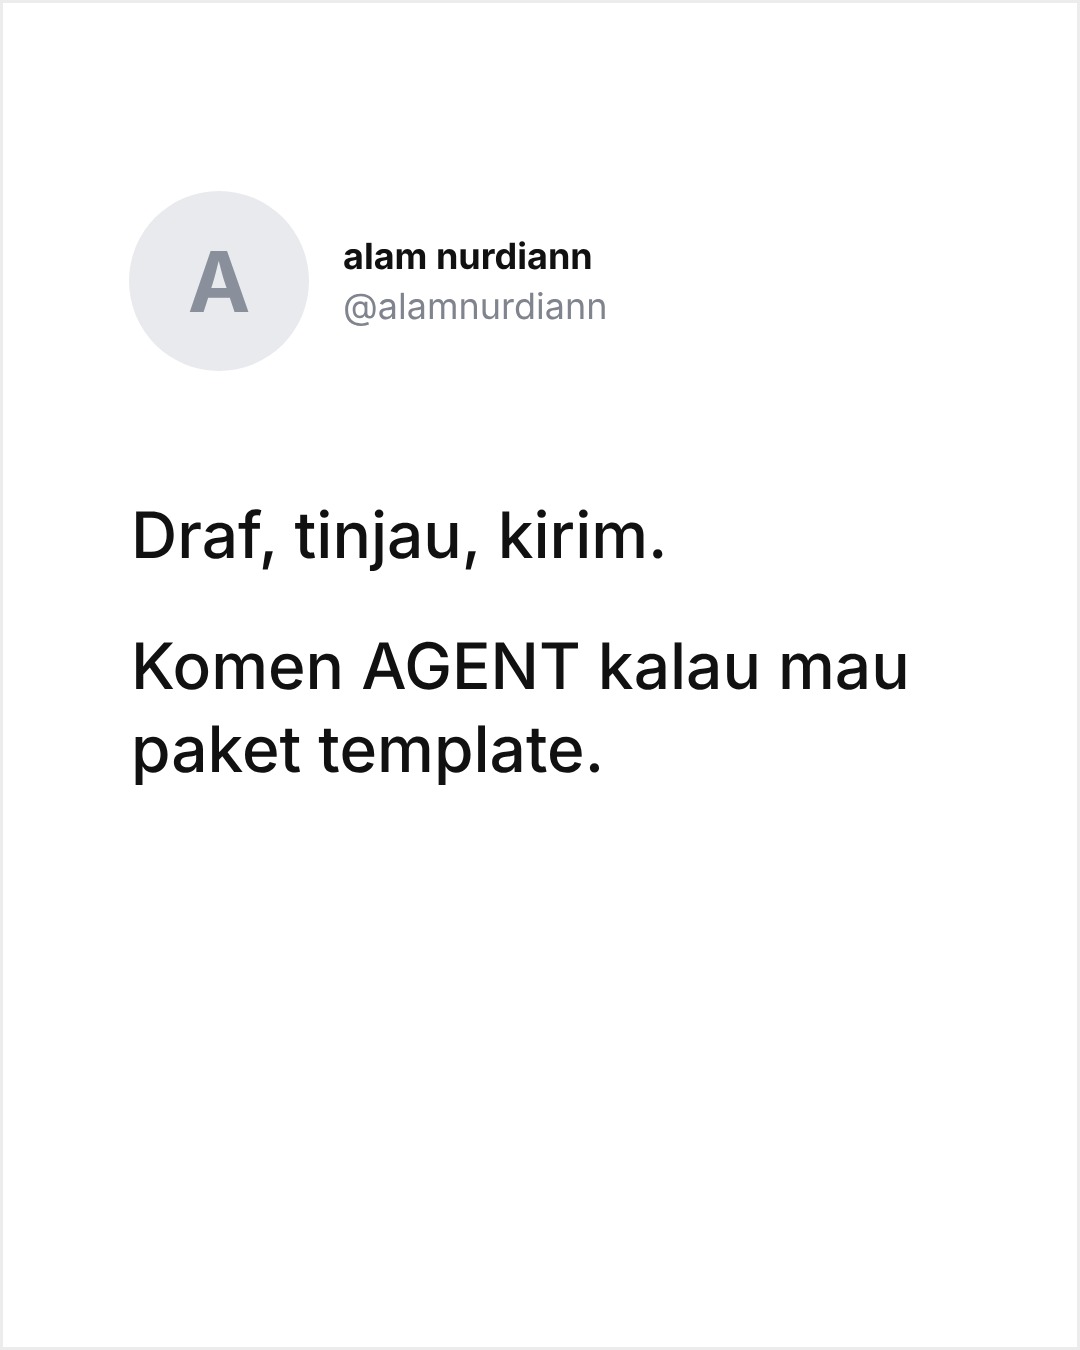 A
alam nurdiann
@alamnurdiann
Draf, tinjau, kirim.
Komen AGENT kalau mau
paket template.